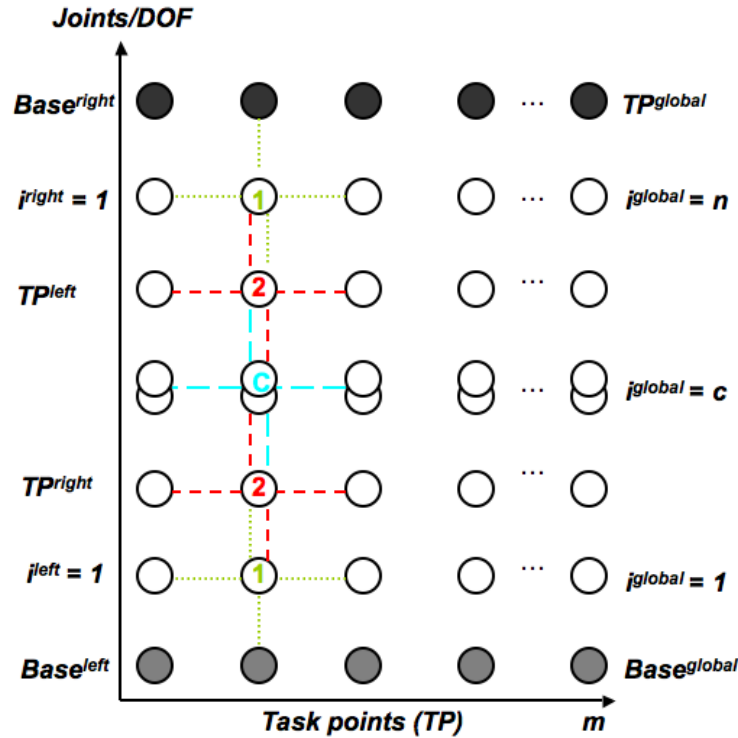 Joints/DOF
Base^right ... TP^global
i^right = 1 1 ... i^global = n
TP^left 2 ...
C ... i^global = c
TP^right 2 ...
i^left = 1 1 ... i^global = 1
Base^left ... Base^global
Task points (TP) m